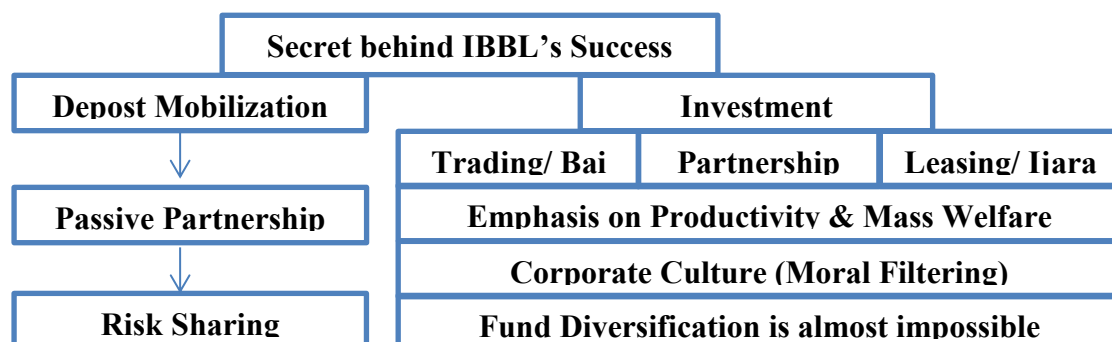 Secret behind IBBL's Success
Depost Mobilization
Investment
Trading/ Bai
Partnership
Leasing/ Ijara
Passive Partnership
Emphasis on Productivity & Mass Welfare
Corporate Culture (Moral Filtering)
Risk Sharing
Fund Diversification is almost impossible